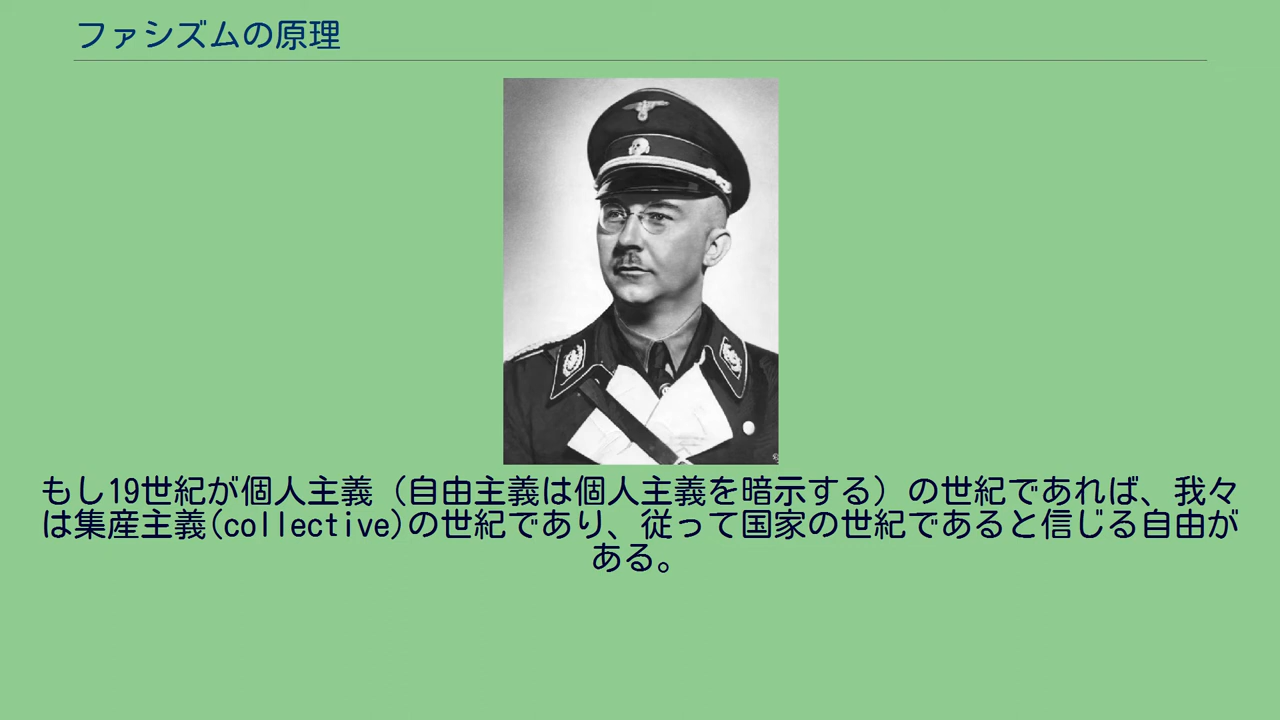 ファシズムの原理
もし19世紀が個人主義（自由主義は個人主義を暗示する）の世紀であれば、我々
は集産主義(collective)の世紀であり、従って国家の世紀であると信じる自由が
ある。